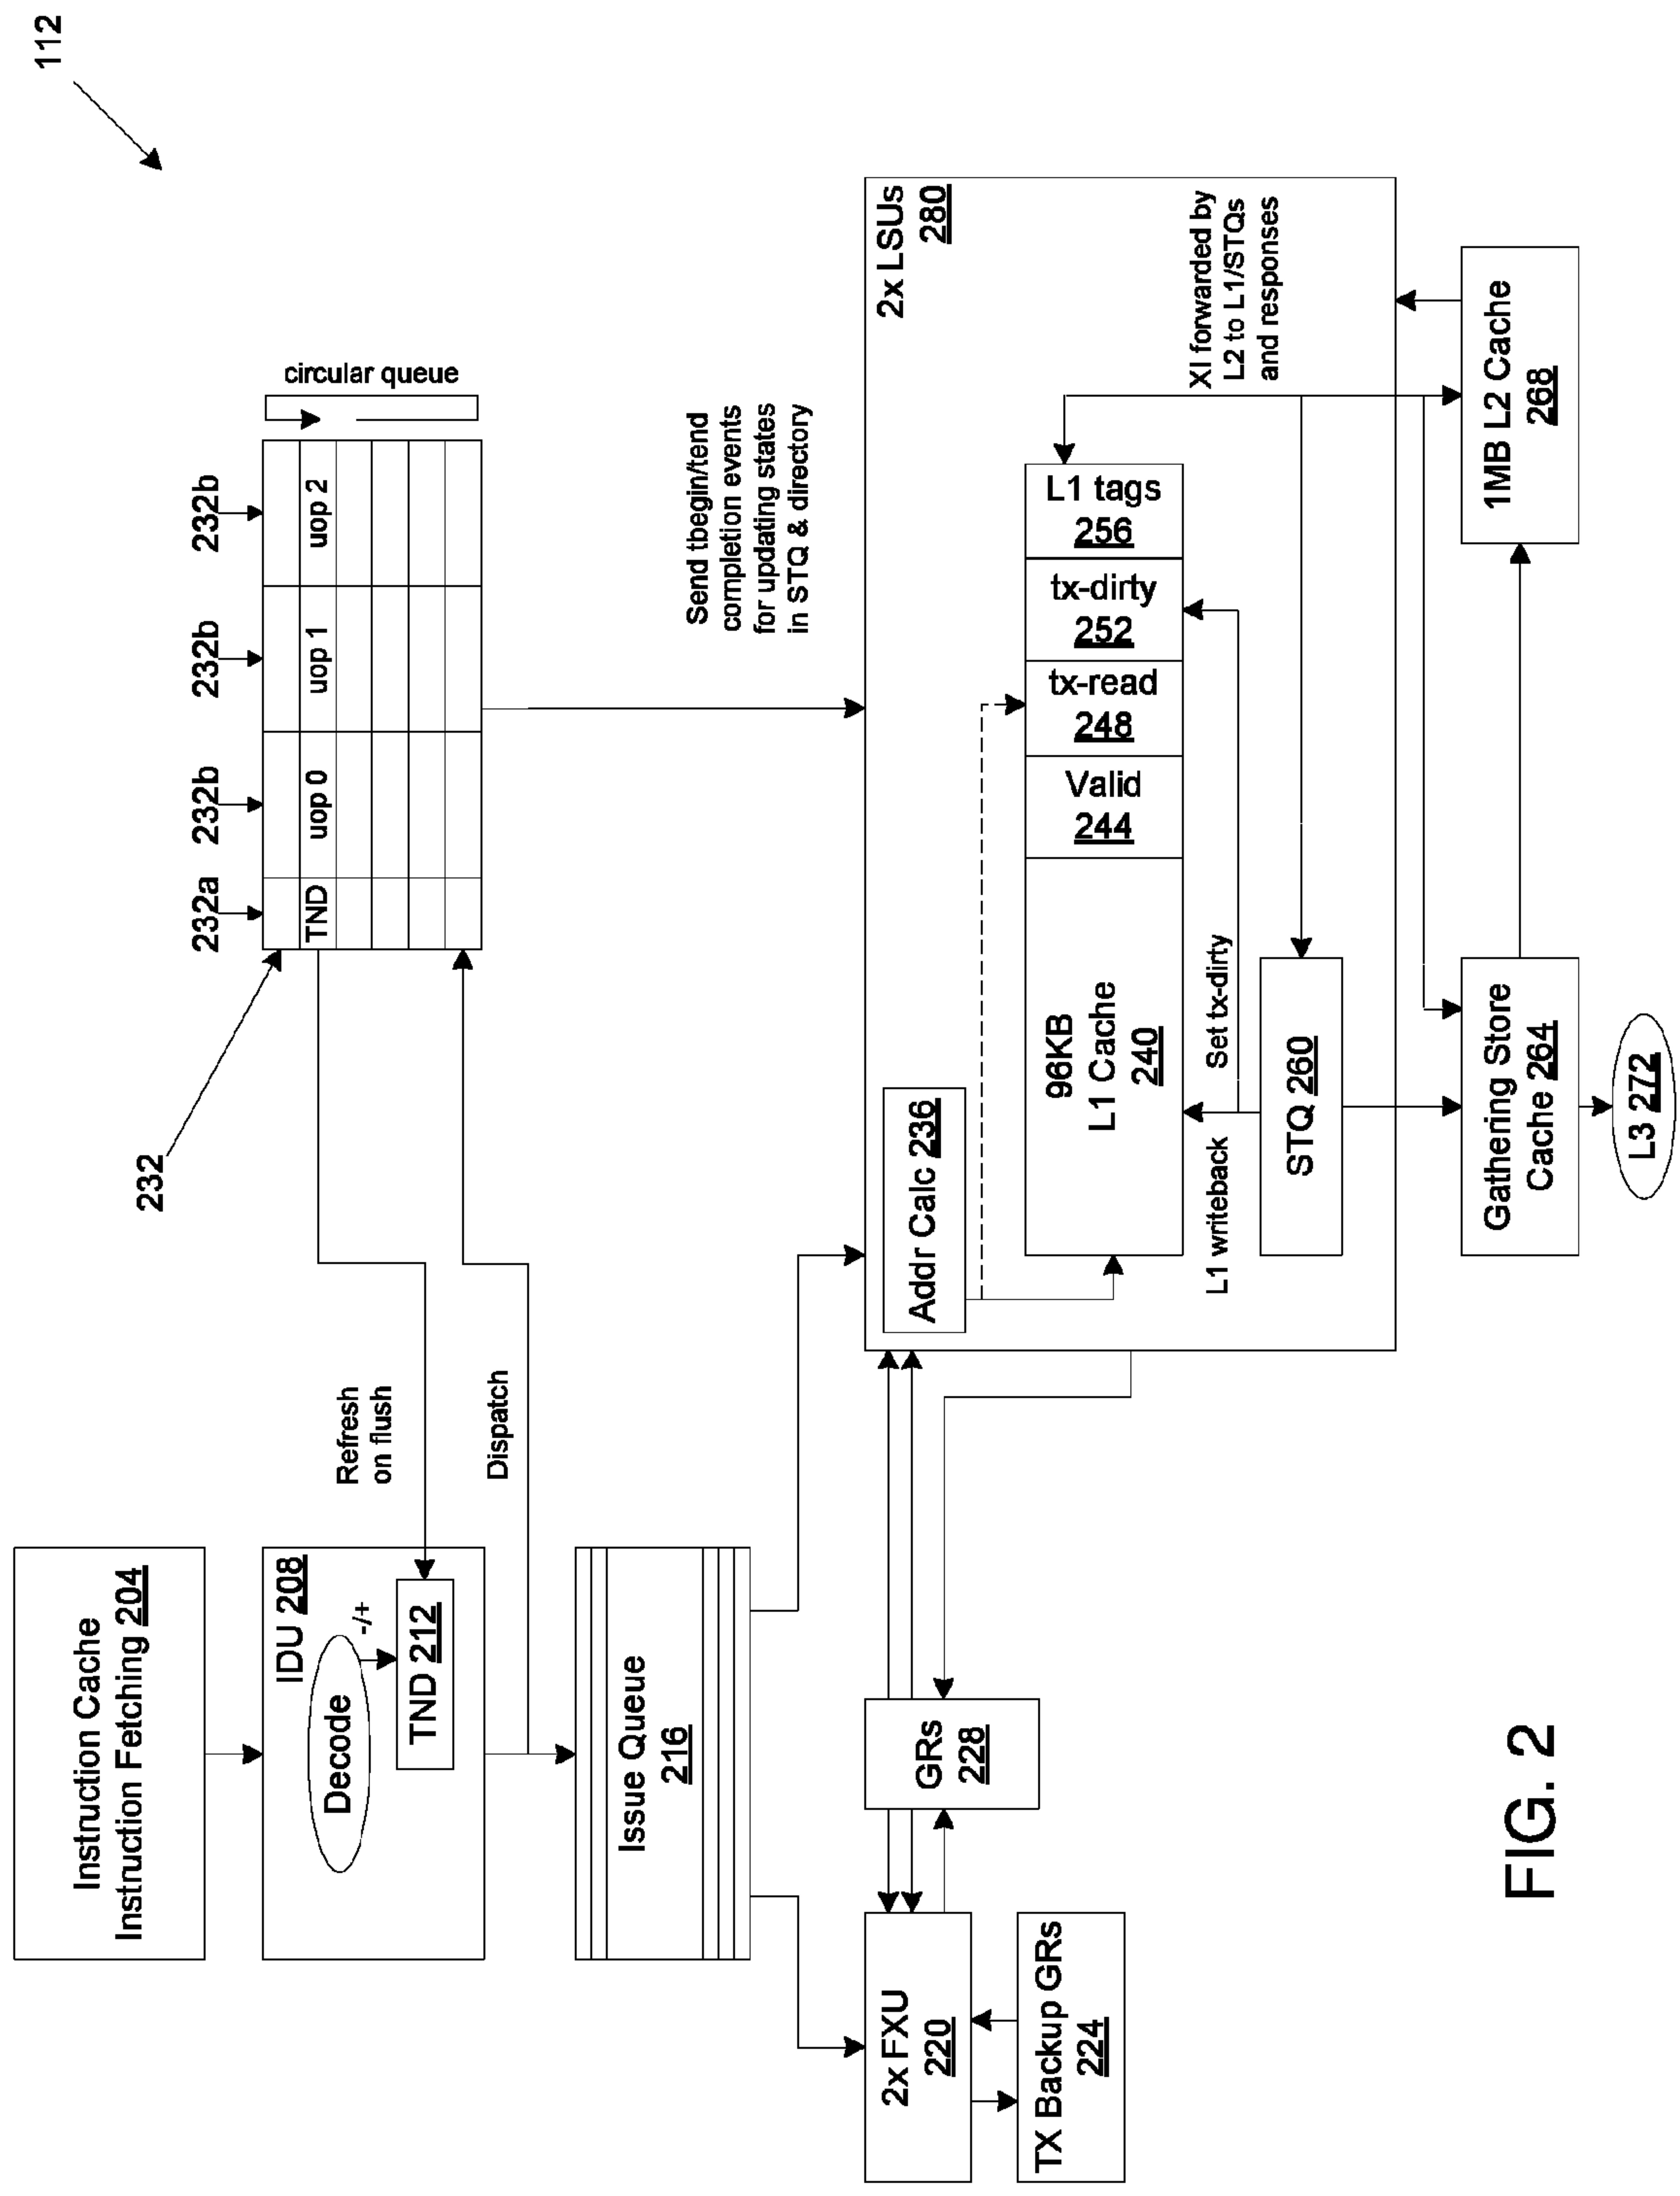 112
Instruction Cache
Instruction Fetching 204
IDU 208
Decode
-/+
TND 212
Refresh
on flush
Dispatch
232
232a
232b
232b
232b
TND
uop 0
uop 1
uop 2
circular queue
Issue Queue
216
Send tbegin/tend
completion events
for updating states
in STQ & directory
2x FXU
220
TX Backup GRs
224
GRs
228
2x LSUs
280
Addr Calc 236
96KB
L1 Cache
240
Valid
244
tx-read
248
tx-dirty
252
L1 tags
256
XI forwarded by
L2 to L1/STQs
and responses
L1 writeback
Set tx-dirty
STQ 260
Gathering Store
Cache 264
1MB L2 Cache
268
L3 272
FIG. 2